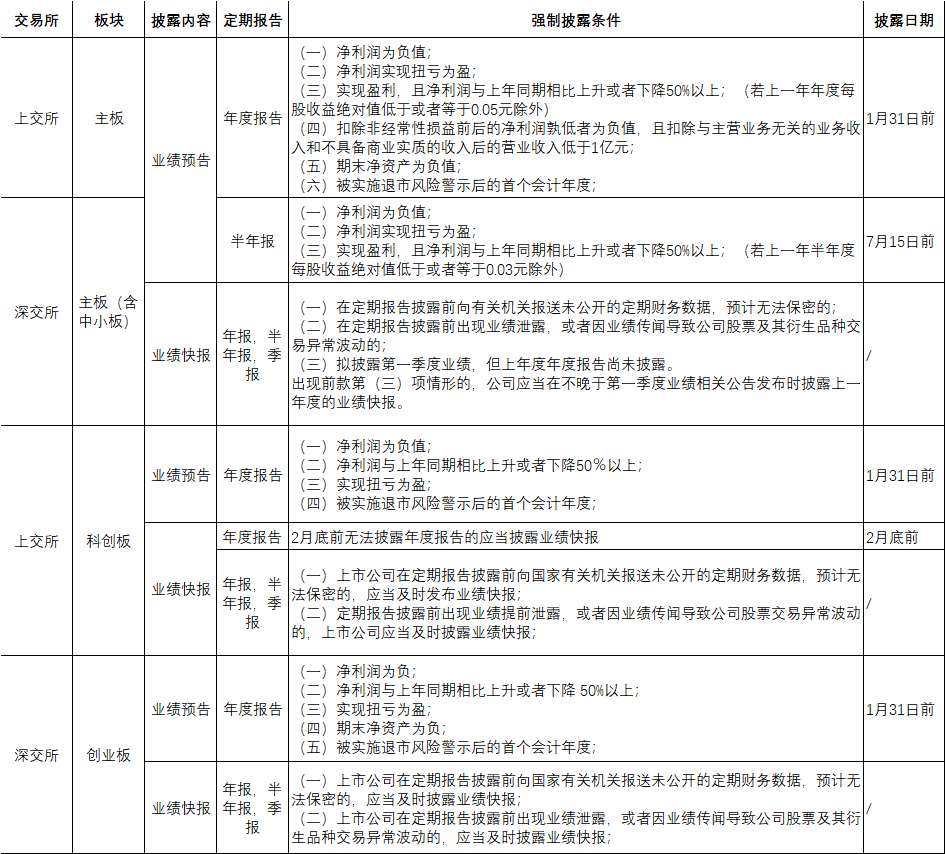 交易所 板块 披露内容 定期报告 强制披露条件 披露日期
上交所
主板
业绩预告
年度报告
（一）净利润为负值；
（二）净利润实现扭亏为盈；
（三）实现盈利，且净利润与上年同期相比上升或者下降50%以上；（若上一年年度每
股收益绝对值低于或者等于0.05元除外）
（四）扣除非经常性损益前后的净利润孰低者为负值，且扣除与主营业务无关的业务收
入和不具备商业实质的收入后的营业收入低于1亿元；
（五）期末净资产为负值；
（六）被实施退市风险警示后的首个会计年度；
1月31日前
深交所
主板（含
中小板）
半年报
（一）净利润为负值；
（二）净利润实现扭亏为盈；
（三）实现盈利，且净利润与上年同期相比上升或者下降50%以上；（若上一年半年度
每股收益绝对值低于或者等于0.03元除外）
7月15日前
业绩快报
年报，半
年报，季
报
（一）在定期报告披露前向有关机关报送未公开的定期财务数据，预计无法保密的；
（二）在定期报告披露前出现业绩泄露，或者因业绩传闻导致公司股票及其衍生品种交
易异常波动的；
（三）拟披露第一季度业绩，但上年度年度报告尚未披露。
出现前款第（三）项情形的，公司应当在不晚于第一季度业绩相关公告发布时披露上一
年度的业绩快报。
/
上交所
科创板
业绩预告
年度报告
（一）净利润为负值；
（二）净利润与上年同期相比上升或者下降50％以上；
（三）实现扭亏为盈；
（四）被实施退市风险警示后的首个会计年度；
1月31日前
业绩快报
年度报告
2月底前无法披露年度报告的应当披露业绩快报
2月底前
年报，半
年报，季
报
（一）上市公司在定期报告披露前向国家有关机关报送未公开的定期财务数据，预计无
法保密的，应当及时发布业绩快报；
（二）定期报告披露前出现业绩提前泄露，或者因业绩传闻导致公司股票交易异常波动
的，上市公司应当及时披露业绩快报；
/
深交所
创业板
业绩预告
年度报告
（一）净利润为负；
（二）净利润与上年同期相比上升或者下降 50%以上；
（三）实现扭亏为盈；
（四）期末净资产为负；
（五）被实施退市风险警示后的首个会计年度；
1月31日前
业绩快报
年报，半
年报，季
报
（一）上市公司在定期报告披露前向国家有关机关报送未公开的定期财务数据，预计无
法保密的，应当及时披露业绩快报；
（二）上市公司在定期报告披露前出现业绩泄露，或者因业绩传闻导致公司股票及其衍
生品种交易异常波动的，应当及时披露业绩快报；
/